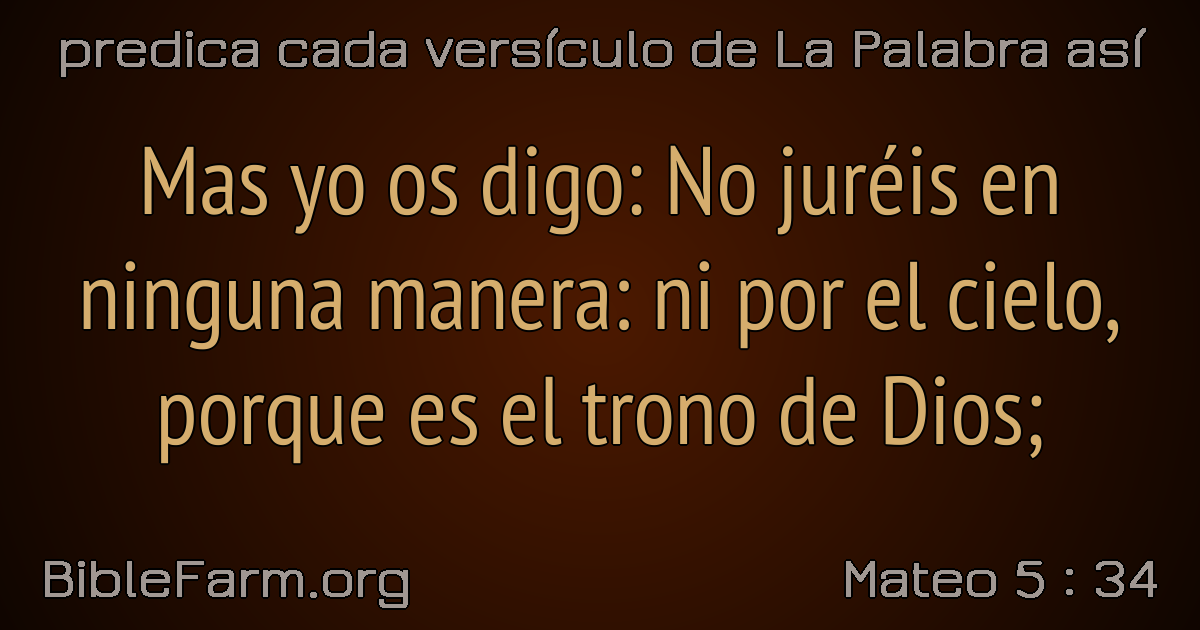 predica cada versículo de La Palabra así
Mas yo os digo: No juréis en
ninguna manera: ni por el cielo,
porque es el trono de Dios;
BibleFarm.org
Mateo 5 : 34